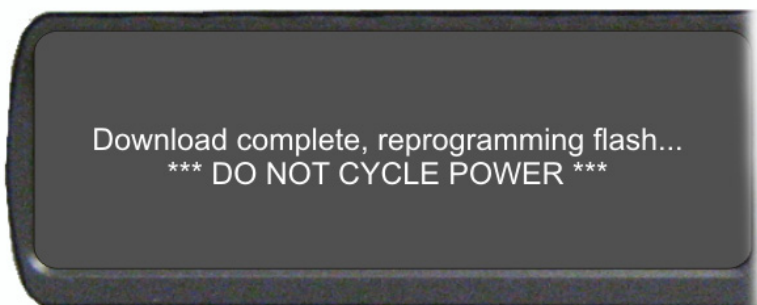 Download complete, reprogramming flash...
*** DO NOT CYCLE POWER ***